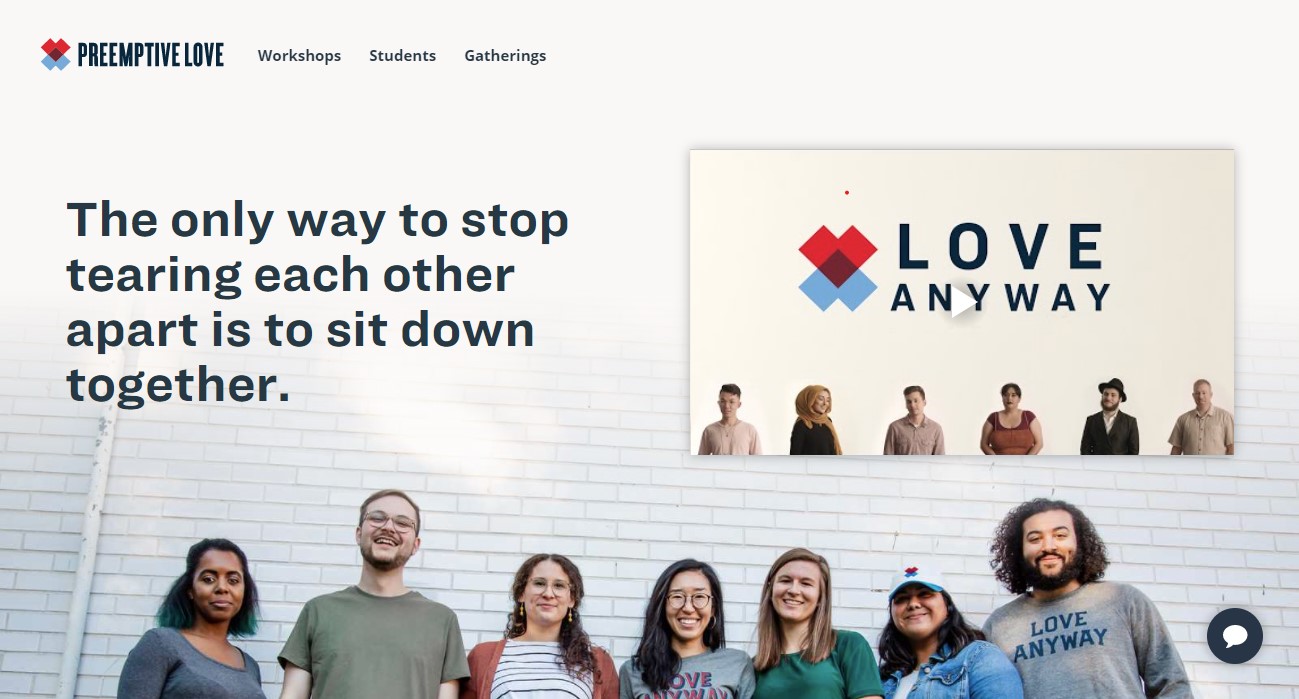 PREEMPTIVE LOVE
Workshops
Students
Gatherings
The only way to stop
tearing each other
apart is to sit down
together.
LOVE
ANYWAY
LOVE
ANYWAY
LOVE
ANYWAY